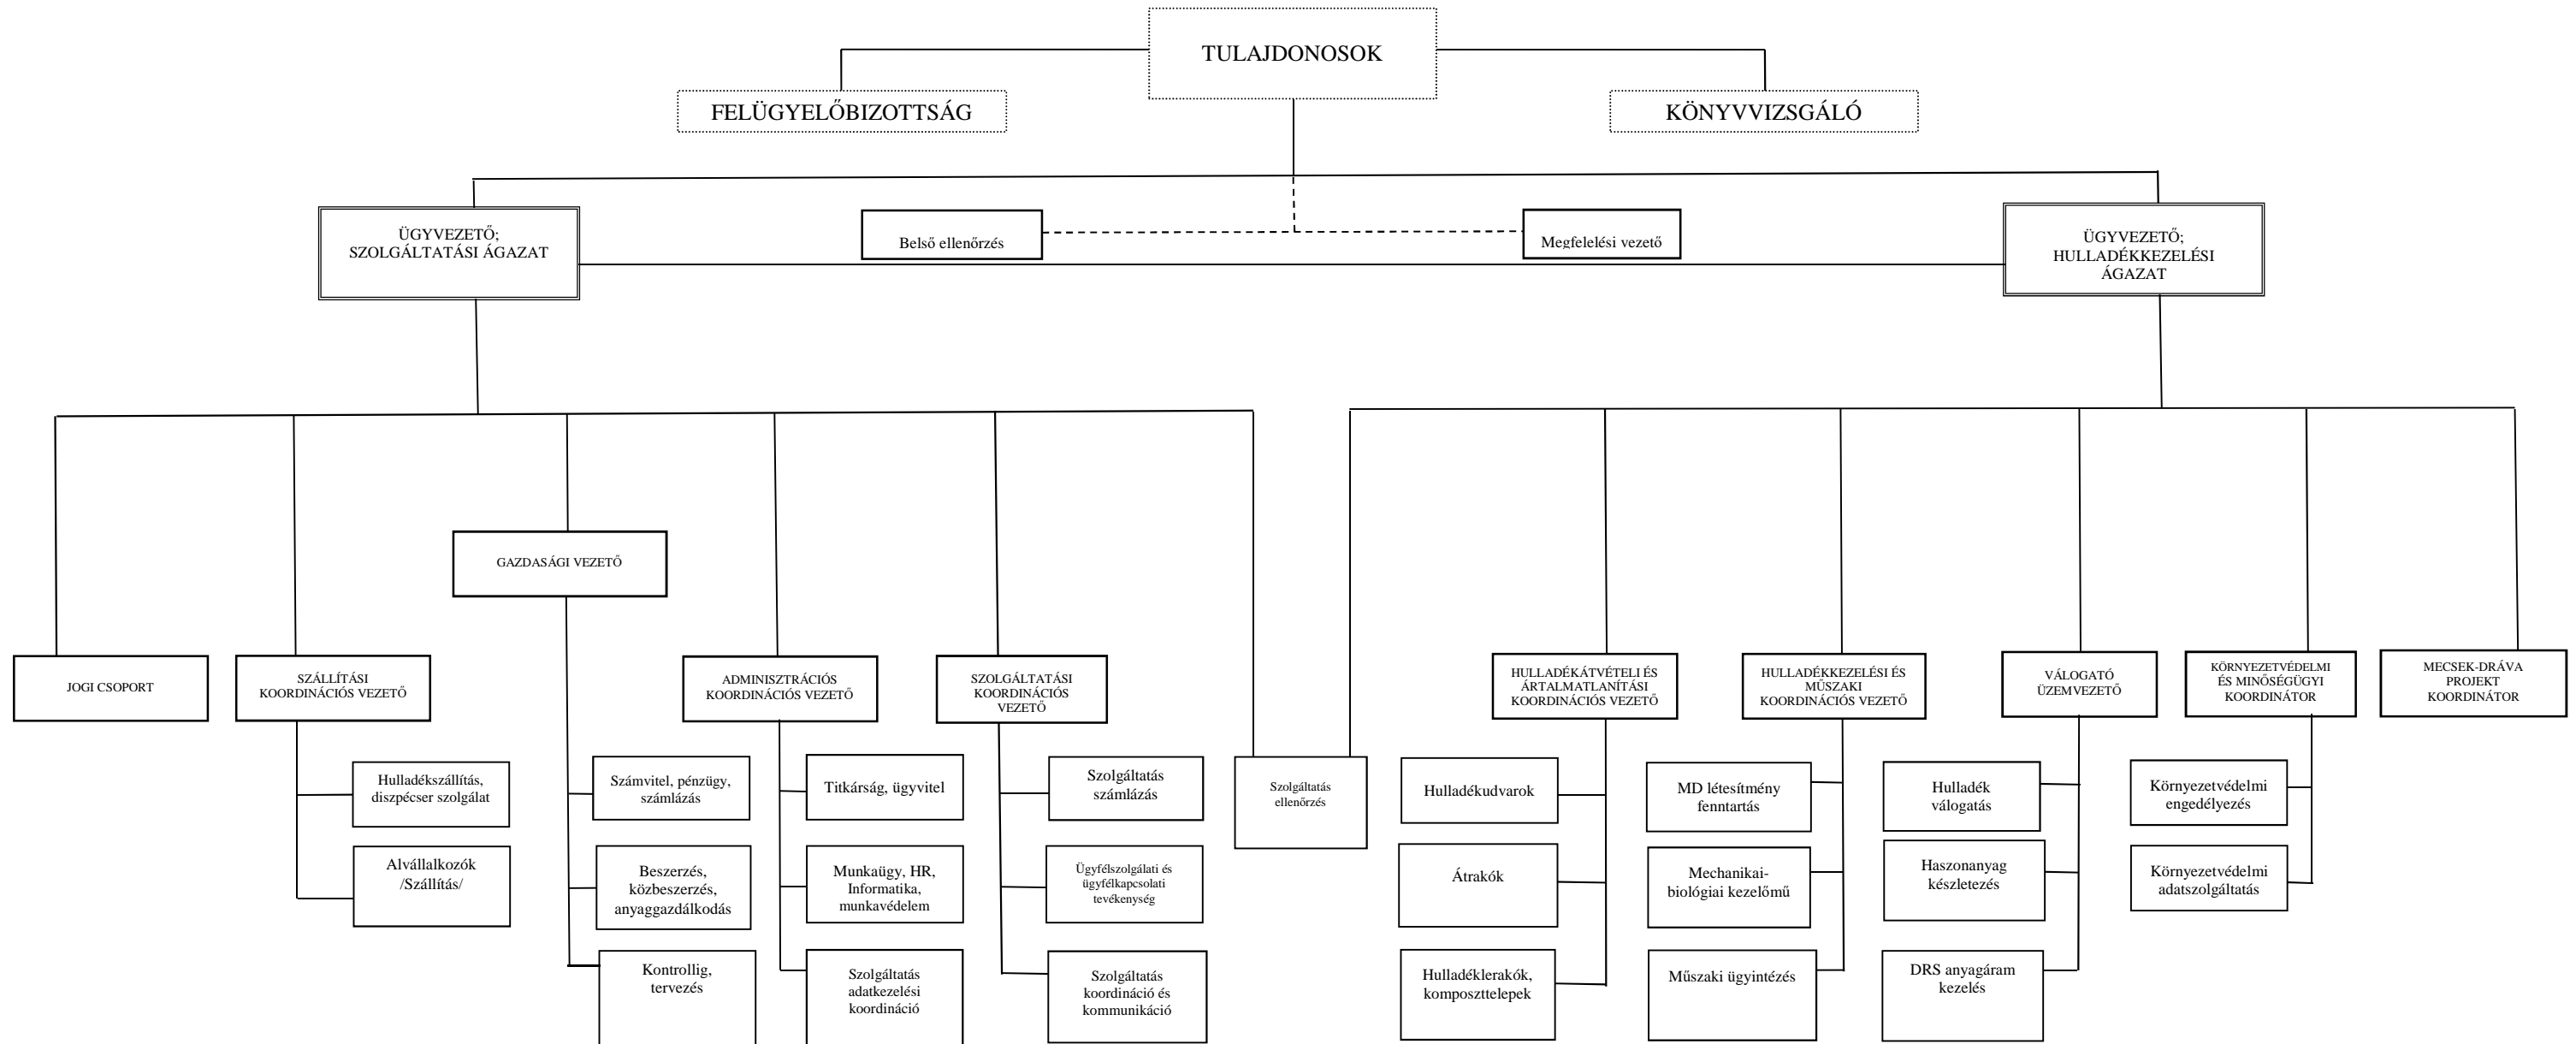 TULAJDONOSOK
FELÜGYELŐBIZOTTSÁG
KÖNYVVIZSGÁLÓ
ÜGYVEZETŐ;
SZOLGÁLTATÁSI ÁGAZAT
Belső ellenőrzés
Megfelelési vezető
ÜGYVEZETŐ;
HULLADÉKKEZELÉSI
ÁGAZAT
GAZDASÁGI VEZETŐ
JOGI CSOPORT
SZÁLLÍTÁSI
KOORDINÁCIÓS VEZETŐ
ADMINISZTRÁCIÓS
KOORDINÁCIÓS VEZETŐ
SZOLGÁLTATÁSI
KOORDINÁCIÓS
VEZETŐ
HULLADÉKÁTVÉTELI ÉS
ÁRTALMATLANÍTÁSI
KOORDINÁCIÓS VEZETŐ
HULLADÉKKEZELÉSI ÉS
MŰSZAKI
KOORDINÁCIÓS VEZETŐ
VÁLOGATÓ
ÜZEMVEZETŐ
KÖRNYEZETVÉDELMI
ÉS MINŐSÉGÜGYI
KOORDINÁTOR
MECSEK-DRÁVA
PROJEKT
KOORDINÁTOR
Hulladékszállítás,
diszpécser szolgálat
Számvitel, pénzügy,
számlázás
Titkárság, ügyvitel
Szolgáltatás
számlázás
Szolgáltatás
ellenőrzés
Hulladékudvarok
MD létesítmény
fenntartás
Hulladék
válogatás
Környezetvédelmi
engedélyezés
Alvállalkozók
/Szállítás/
Beszerzés,
közbeszerzés,
anyaggazdálkodás
Munkaügy, HR,
Informatika,
munkavédelem
Ügyfélszolgálati és
ügyfélkapcsolati
tevékenység
Átrakók
Mechanikai-
biológiai kezelőmű
Haszonanyag
készletezés
Környezetvédelmi
adatszolgáltatás
Kontrollig,
tervezés
Szolgáltatás
adatkezelési
koordináció
Szolgáltatás
koordináció és
kommunikáció
Hulladéklerakók,
komposzttelepek
Műszaki ügyintézés
DRS anyagáram
kezelés